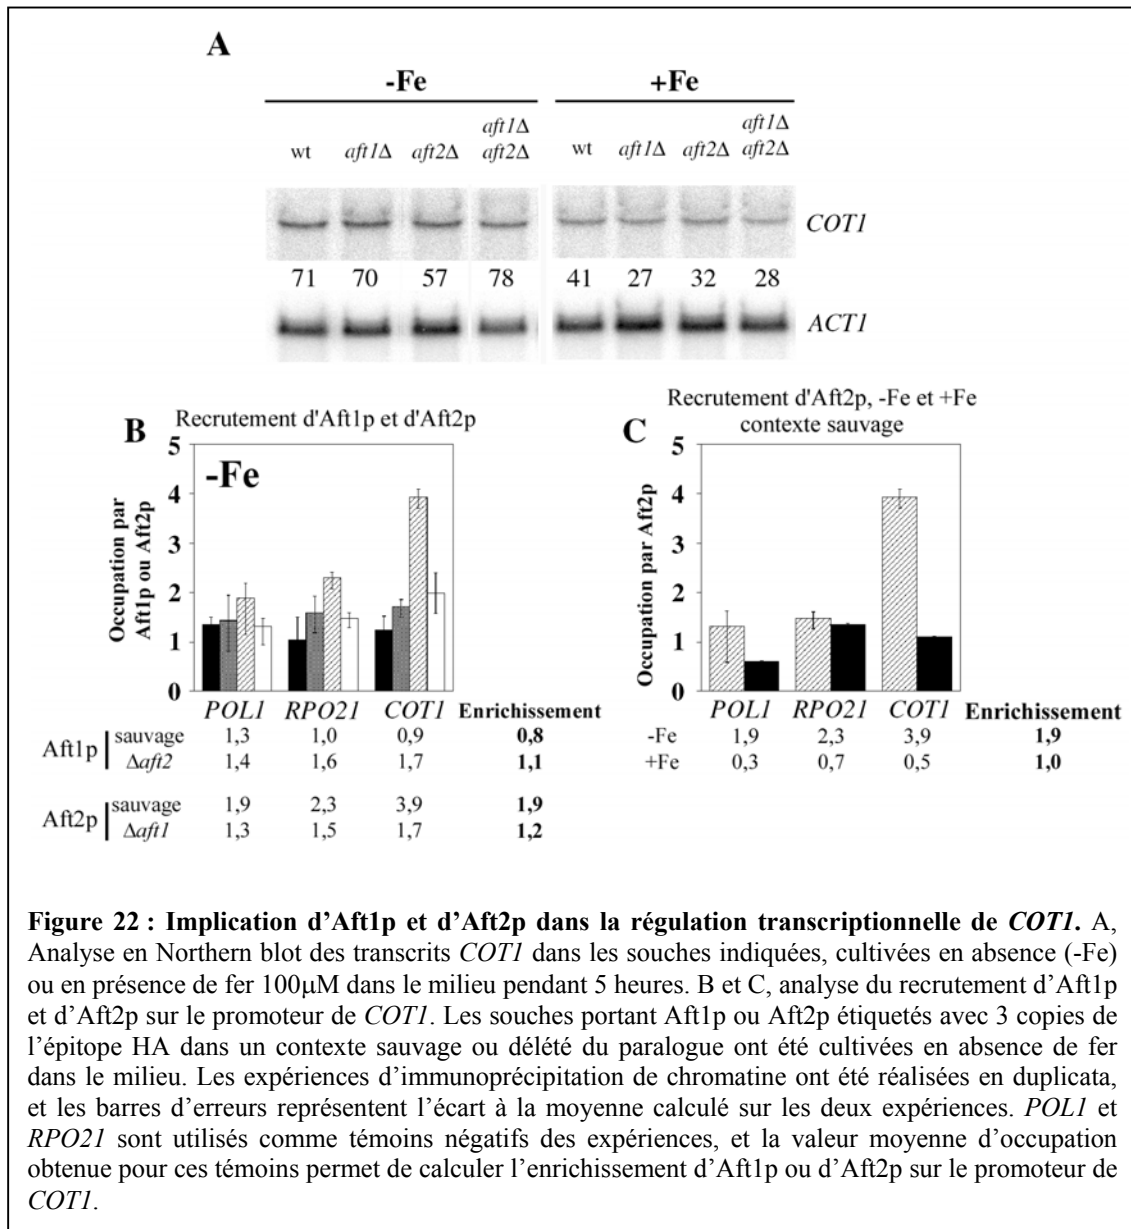 A
-Fe +Fe
aft1Δ aft1Δ
wt aft1Δ aft2Δ aft2Δ wt aft1Δ aft2Δ aft2Δ
COT1
71 70 57 78 41 27 32 28
ACT1
B Recrutement d'Aft1p et d'Aft2p
-Fe
Occupation par
Aft1p ou Aft2p
5
4
3
2
1
0
POL1 RPO21 COT1 Enrichissement
Aft1p sauvage 1,3 1,0 0,9 0,8
Δaft2 1,4 1,6 1,7 1,1
Aft2p sauvage 1,9 2,3 3,9 1,9
Δaft1 1,3 1,5 1,7 1,2
C Recrutement d'Aft2p, -Fe et +Fe
contexte sauvage
Occupation par Aft2p
5
4
3
2
1
0
POL1 RPO21 COT1 Enrichissement
-Fe 1,9 2,3 3,9 1,9
+Fe 0,3 0,7 0,5 1,0
Figure 22 : Implication d’Aft1p et d’Aft2p dans la régulation transcriptionnelle de COT1. A,
Analyse en Northern blot des transcrits COT1 dans les souches indiquées, cultivées en absence (-Fe)
ou en présence de fer 100μM dans le milieu pendant 5 heures. B et C, analyse du recrutement d’Aft1p
et d’Aft2p sur le promoteur de COT1. Les souches portant Aft1p ou Aft2p étiquetés avec 3 copies de
l’épitope HA dans un contexte sauvage ou délété du paralogue ont été cultivées en absence de fer
dans le milieu. Les expériences d’immunoprécipitation de chromatine ont été réalisées en duplicata,
et les barres d’erreurs représentent l’écart à la moyenne calculé sur les deux expériences. POL1 et
RPO21 sont utilisés comme témoins négatifs des expériences, et la valeur moyenne d’occupation
obtenue pour ces témoins permet de calculer l’enrichissement d’Aft1p ou d’Aft2p sur le promoteur de
COT1.